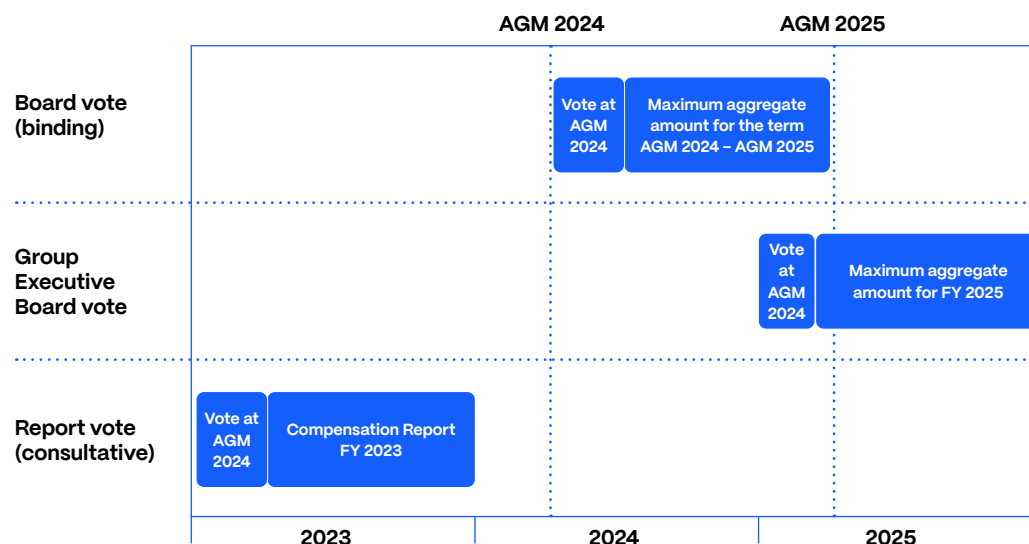 AGM 2024
AGM 2025
Board vote
(binding)
Vote at
AGM
2024
Maximum aggregate
amount for the term
AGM 2024 – AGM 2025
Group
Executive
Board vote
Vote
at
AGM
2024
Maximum aggregate
amount for FY 2025
Report vote
(consultative)
Vote at
AGM
2024
Compensation Report
FY 2023
2023
2024
2025